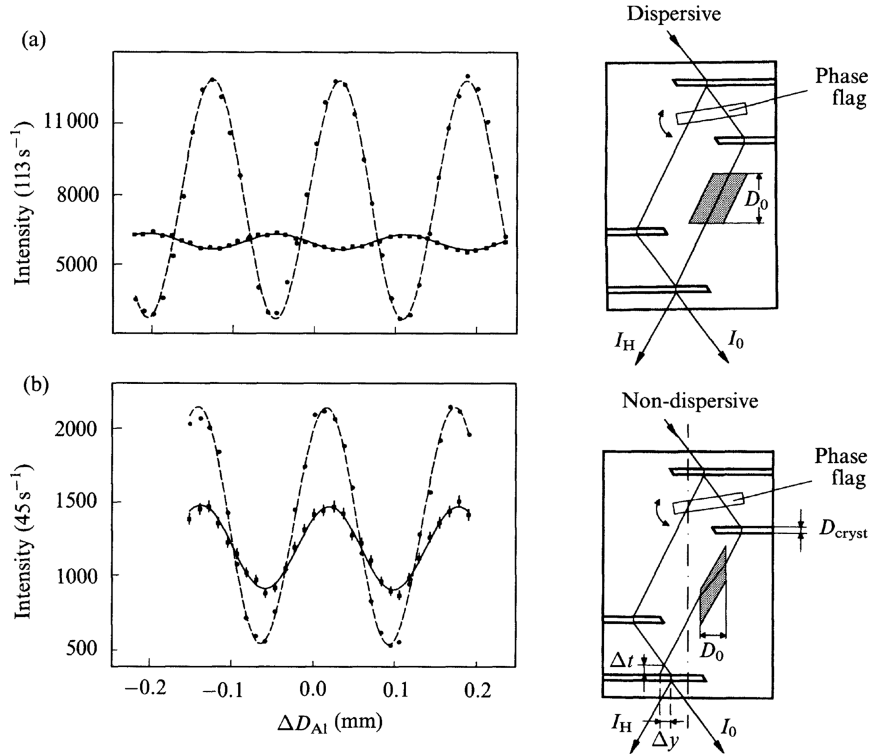 (a)
Intensity (113 s⁻¹)
11 000
8000
5000
Dispersive
Phase
flag
D₀
I_H
I₀
(b)
Intensity (45 s⁻¹)
2000
1500
1000
500
−0.2
−0.1
0.0
0.1
0.2
ΔD_Al (mm)
Non-dispersive
Phase
flag
D_cryst
D₀
Δt
I_H
Δy
I₀